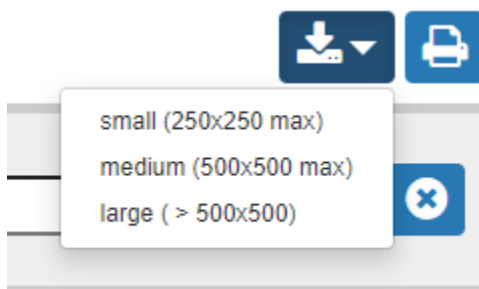 small (250x250 max)
medium (500x500 max)
large ( > 500x500)